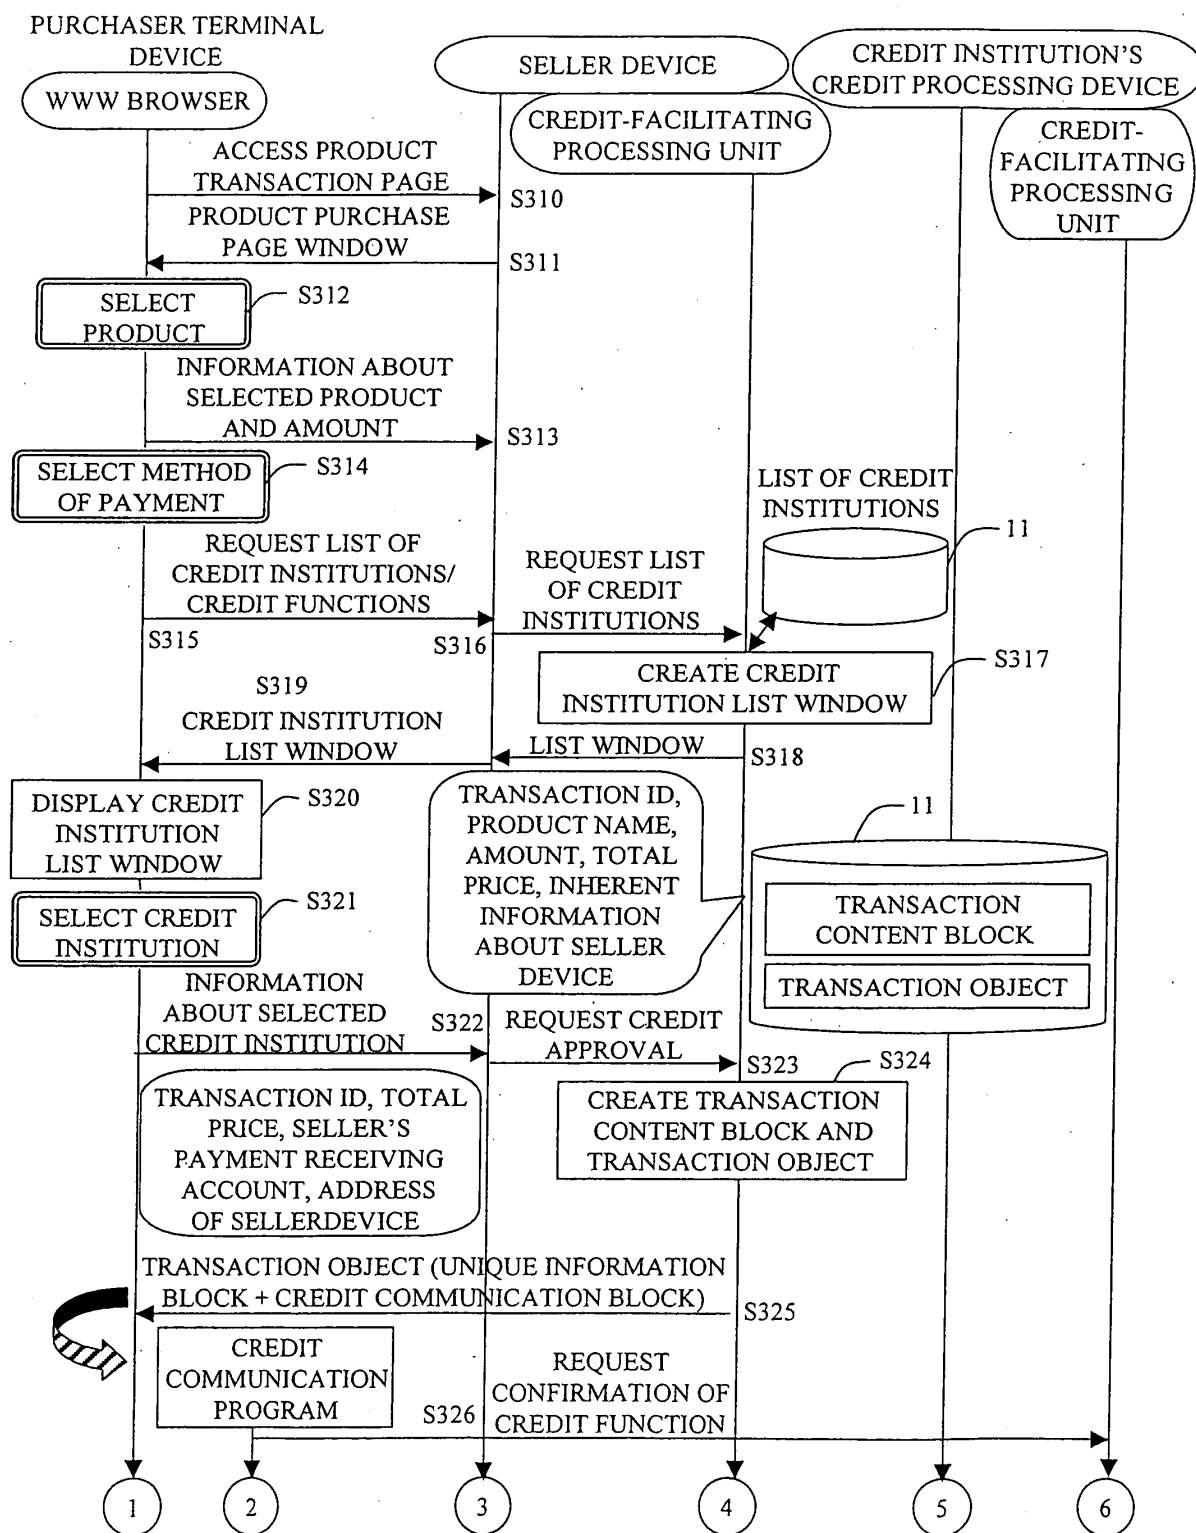 PURCHASER TERMINAL
DEVICE
WWW BROWSER
SELLER DEVICE
CREDIT-FACILITATING
PROCESSING UNIT
CREDIT INSTITUTION'S
CREDIT PROCESSING DEVICE
CREDIT-
FACILITATING
PROCESSING
UNIT
ACCESS PRODUCT
TRANSACTION PAGE
S310
PRODUCT PURCHASE
PAGE WINDOW
S311
SELECT
PRODUCT
S312
INFORMATION ABOUT
SELECTED PRODUCT
AND AMOUNT
S313
SELECT METHOD
OF PAYMENT
S314
LIST OF CREDIT
INSTITUTIONS
11
REQUEST LIST OF
CREDIT INSTITUTIONS/
CREDIT FUNCTIONS
S315
REQUEST LIST
OF CREDIT
INSTITUTIONS
S316
CREATE CREDIT
INSTITUTION LIST WINDOW
S317
S319
CREDIT INSTITUTION
LIST WINDOW
LIST WINDOW
S318
DISPLAY CREDIT
INSTITUTION
LIST WINDOW
S320
TRANSACTION ID,
PRODUCT NAME,
AMOUNT, TOTAL
PRICE, INHERENT
INFORMATION
ABOUT SELLER
DEVICE
11
TRANSACTION
CONTENT BLOCK
TRANSACTION OBJECT
SELECT CREDIT
INSTITUTION
S321
INFORMATION
ABOUT SELECTED
CREDIT INSTITUTION
S322
REQUEST CREDIT
APPROVAL
S323
S324
CREATE TRANSACTION
CONTENT BLOCK AND
TRANSACTION OBJECT
TRANSACTION ID, TOTAL
PRICE, SELLER'S
PAYMENT RECEIVING
ACCOUNT, ADDRESS
OF SELLERDEVICE
TRANSACTION OBJECT (UNIQUE INFORMATION
BLOCK + CREDIT COMMUNICATION BLOCK)
S325
CREDIT
COMMUNICATION
PROGRAM
S326
REQUEST
CONFIRMATION OF
CREDIT FUNCTION
1
2
3
4
5
6